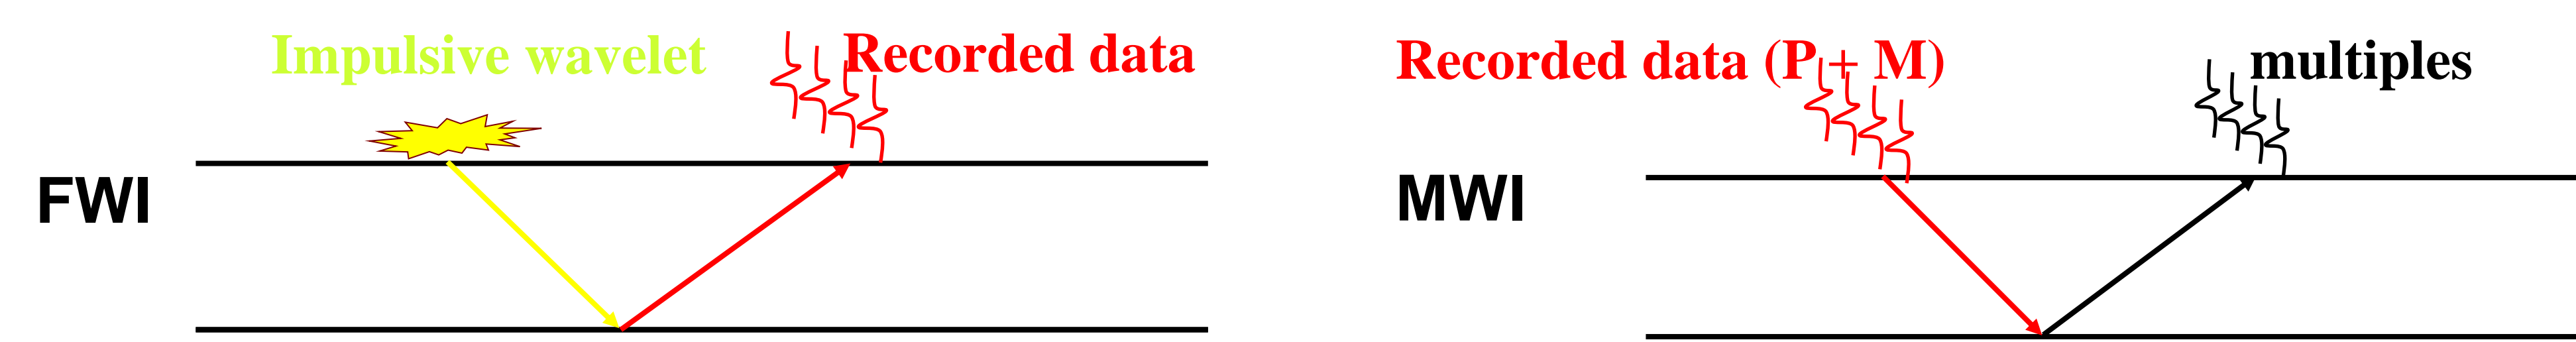 Impulsive wavelet
Recorded data
FWI
Recorded data (P + M)
multiples
MWI